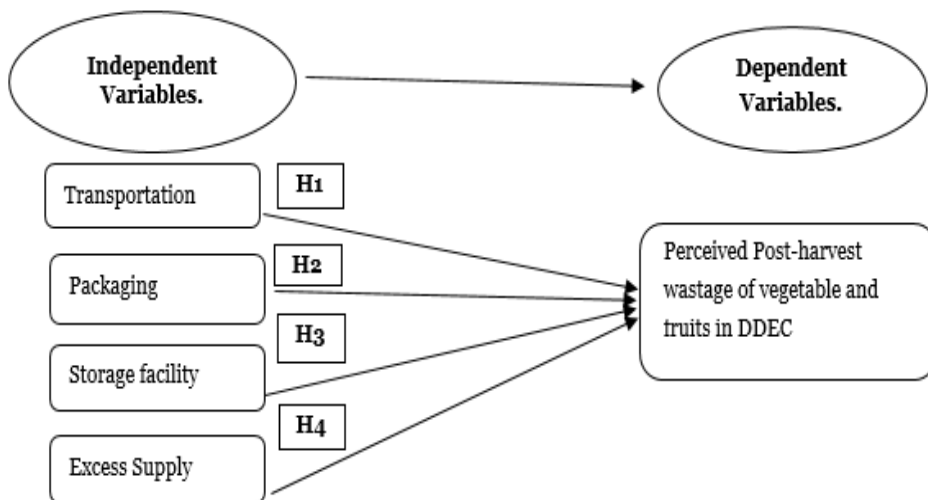 Independent
Variables.
Dependent
Variables.
Transportation
H1
Packaging
H2
Storage facility
H3
Excess Supply
H4
Perceived Post-harvest
wastage of vegetable and
fruits in DDEC